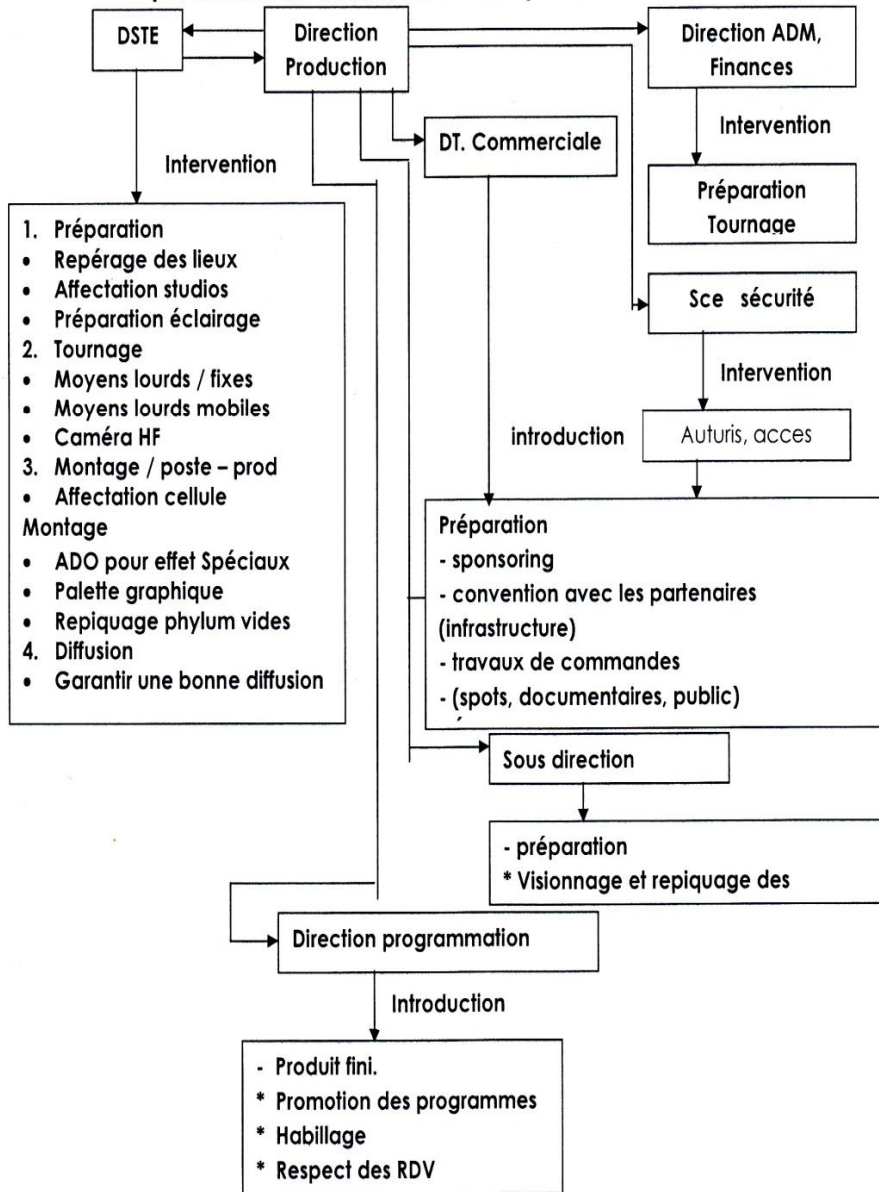 DSTE
Direction
Production
Direction ADM,
Finances
Intervention
DT. Commerciale
Intervention
Préparation
Tournage
1. Préparation
• Repérage des lieux
• Affectation studios
• Préparation éclairage
2. Tournage
• Moyens lourds / fixes
• Moyens lourds mobiles
• Caméra HF
3. Montage / poste – prod
• Affectation cellule
Montage
• ADO pour effet Spéciaux
• Palette graphique
• Repiquage phylum vides
4. Diffusion
• Garantir une bonne diffusion
Sce sécurité
Intervention
introduction
Auturis, acces
Préparation
- sponsoring
- convention avec les partenaires
(infrastructure)
- travaux de commandes
- (spots, documentaires, public)
Sous direction
- préparation
* Visionnage et repiquage des
Direction programmation
Introduction
- Produit fini.
* Promotion des programmes
* Habillage
* Respect des RDV